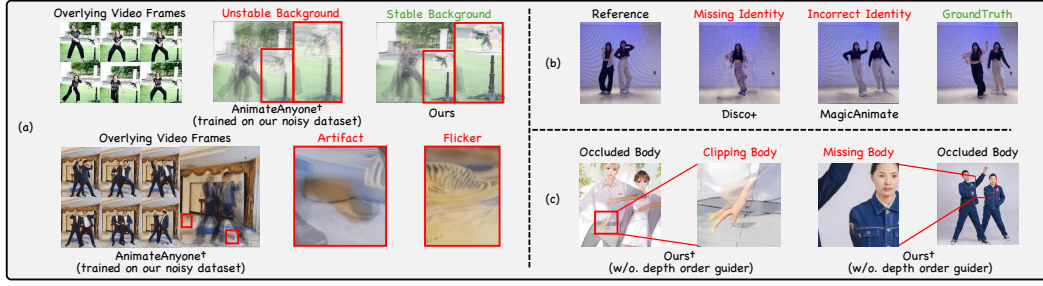 (a)
Overlying Video Frames
Unstable Background
Stable Background
AnimateAnyone†
(trained on our noisy dataset)
Ours
Overlying Video Frames
Artifact
Flicker
AnimateAnyone†
(trained on our noisy dataset)
(b)
Reference
Missing Identity
Incorrect Identity
GroundTruth
Disco+
MagicAnimate
(c)
Occluded Body
Clipping Body
Missing Body
Occluded Body
Ours†
(w/o. depth order guider)
Ours†
(w/o. depth order guider)